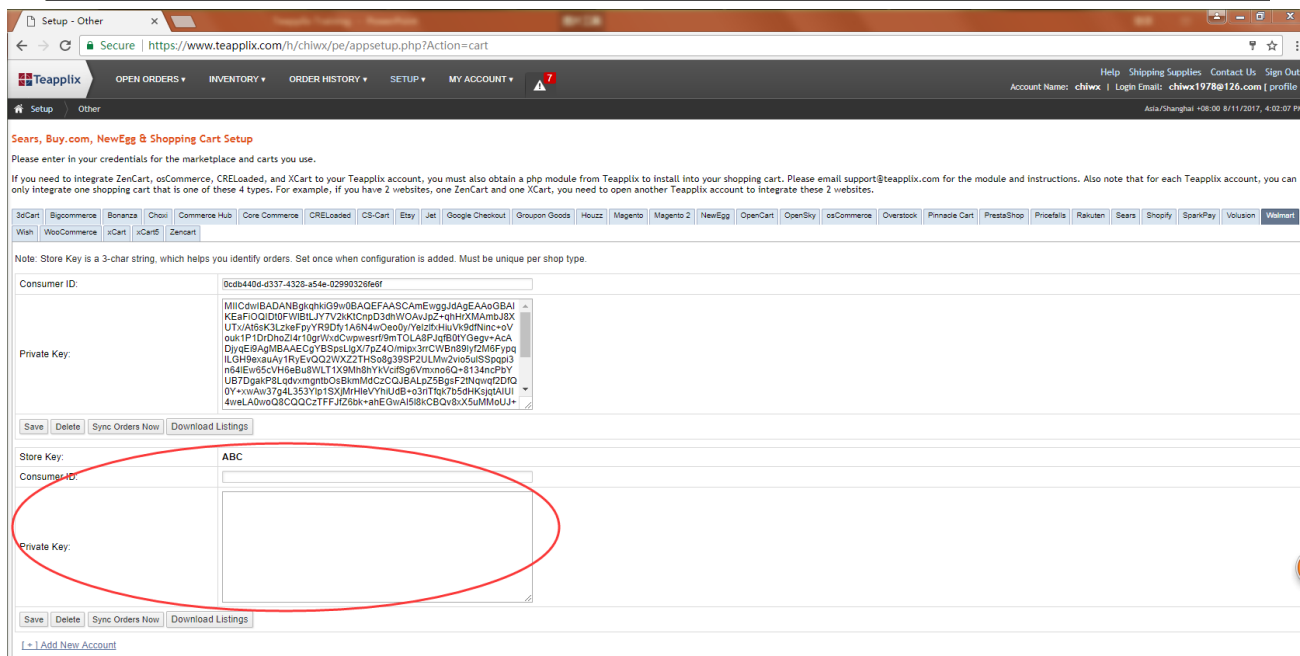 Setup - Other
Secure | https://www.teapplix.com/h/chiwx/pe/appsetup.php?Action=cart
Teapplix OPEN ORDERS INVENTORY ORDER HISTORY SETUP MY ACCOUNT 7
Help Shipping Supplies Contact Us Sign Out
Account Name: chiwx | Login Email: chiwx1978@126.com [ profile
Setup Other
Asia/Shanghai +08:00 8/11/2017, 4:02:07 PM
Sears, Buy.com, NewEgg & Shopping Cart Setup
Please enter in your credentials for the marketplace and carts you use.
If you need to integrate ZenCart, osCommerce, CRELoaded, and XCart to your Teapplix account, you must also obtain a php module from Teapplix to install into your shopping cart. Please email support@teapplix.com for the module and instructions. Also note that for each Teapplix account, you can
only integrate one shopping cart that is one of these 4 types. For example, if you have 2 websites, one ZenCart and one XCart, you need to open another Teapplix account to integrate these 2 websites.
3dCart Bigcommerce Bonanza Choxi Commerce Hub Core Commerce CRELoaded CS-Cart Etsy Jet Google Checkout Groupon Goods Houzz Magento Magento 2 NewEgg OpenCart OpenSky osCommerce Overstock Pinnacle Cart PrestaShop Pricefalls Rakuten Sears Shopify SparkPay Volusion Walmart
Wish WooCommerce xCart xCart5 Zencart
Note: Store Key is a 3-char string, which helps you identify orders. Set once when configuration is added. Must be unique per shop type.
Consumer ID: 0cdb440d-d337-4328-a54e-02990326fe6f
Private Key:
Save Delete Sync Orders Now Download Listings
Store Key: ABC
Consumer ID:
Private Key:
Save Delete Sync Orders Now Download Listings
[ + ] Add New Account